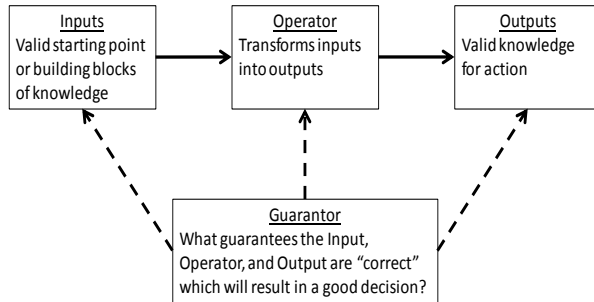 Inputs
Valid starting point
or building blocks
of knowledge
Operator
Transforms inputs
into outputs
Outputs
Valid knowledge
for action
Guarantor
What guarantees the Input,
Operator, and Output are “correct”
which will result in a good decision?